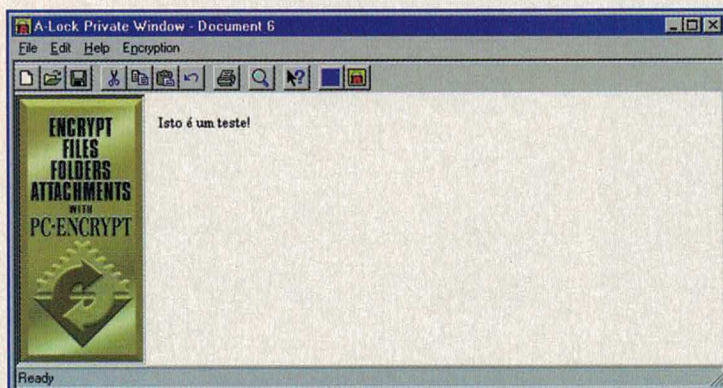 A-Lock Private Window - Document 6
File Edit Help Encryption
ENCRYPT
FILES
FOLDERS
ATTACHMENTS
WITH
PC-ENCRYPT
Isto é um teste!
Ready